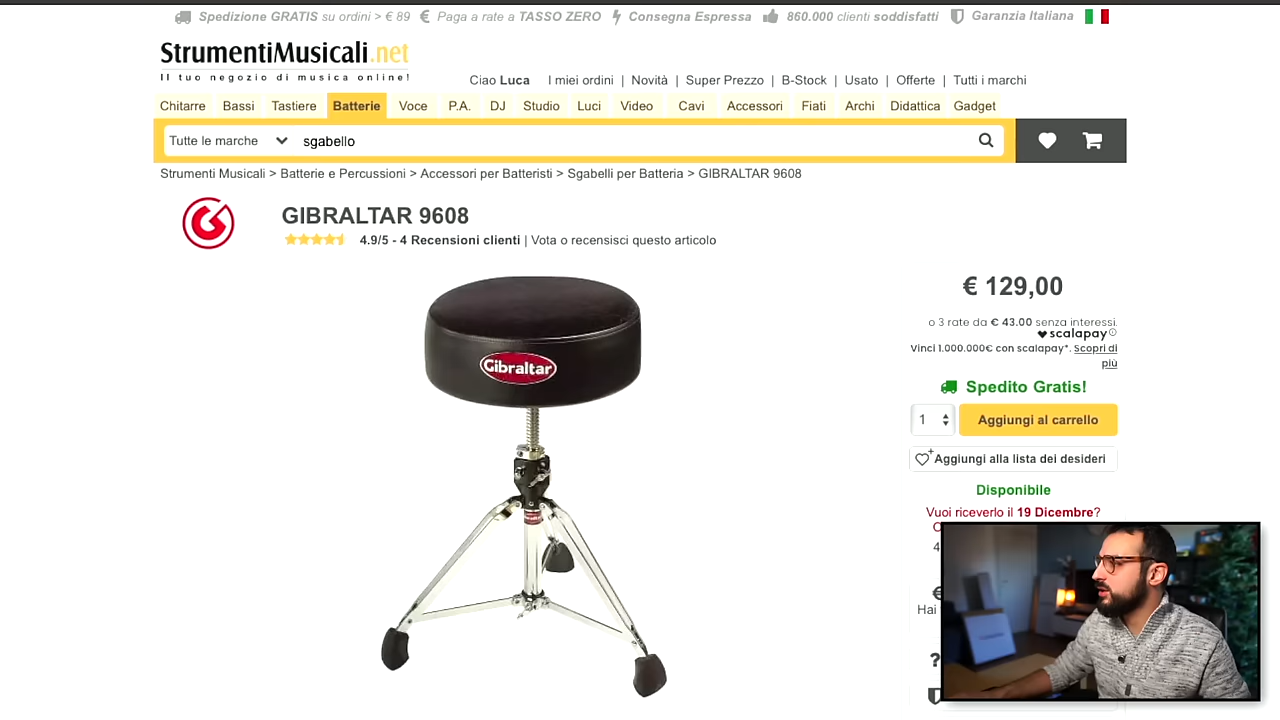 Spedizione GRATIS su ordini > € 89 € Paga a rate a TASSO ZERO Consegna Espressa 860.000 clienti soddisfatti Garanzia Italiana
StrumentiMusicali.net
Il tuo negozio di musica online!
Ciao Luca I miei ordini | Novità | Super Prezzo | B-Stock | Usato | Offerte | Tutti i marchi
Chitarre Bassi Tastiere Batterie Voce P.A. DJ Studio Luci Video Cavi Accessori Fiati Archi Didattica Gadget
Tutte le marche sgabello
Strumenti Musicali > Batterie e Percussioni > Accessori per Batteristi > Sgabelli per Batteria > GIBRALTAR 9608
GIBRALTAR 9608
4.9/5 - 4 Recensioni clienti | Vota o recensisci questo articolo
€ 129,00
o 3 rate da € 43.00 senza interessi.
scalapay
Vinci 1.000.000€ con scalapay*. Scopri di
più
Gibraltar
Spedito Gratis!
1 Aggiungi al carrello
Aggiungi alla lista dei desideri
Disponibile
Vuoi riceverlo il 19 Dicembre?
4
€
Hai
?